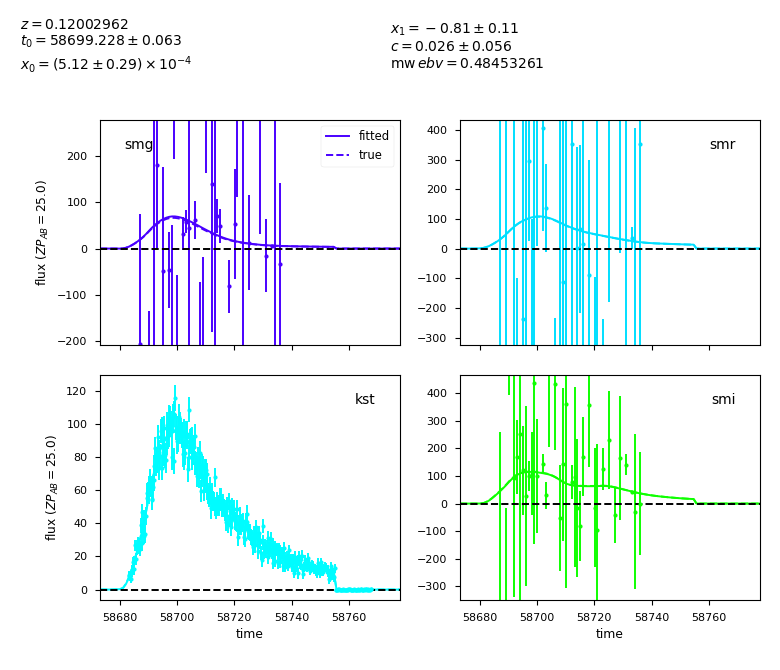 z = 0.12002962
t₀ = 58699.228 ± 0.063
x₀ = (5.12 ± 0.29) × 10⁻⁴
x₁ = −0.81 ± 0.11
c = 0.026 ± 0.056
mw ebv = 0.48453261
smg
fitted
true
200
100
0
−100
−200
flux (ZP_AB = 25.0)
smr
400
300
200
100
0
−100
−200
−300
kst
120
100
80
60
40
20
0
flux (ZP_AB = 25.0)
58680 58700 58720 58740 58760
time
smi
400
300
200
100
0
−100
−200
−300
58680 58700 58720 58740 58760
time